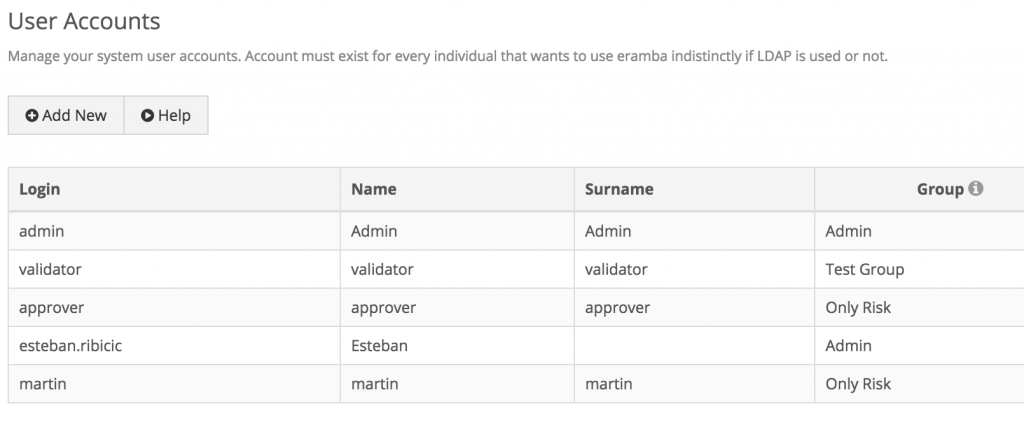 User Accounts
Manage your system user accounts. Account must exist for every individual that wants to use eramba indistinctly if LDAP is used or not.
Add New Help
Login Name Surname Group
admin Admin Admin Admin
validator validator validator Test Group
approver approver approver Only Risk
esteban.ribicic Esteban Admin
martin martin martin Only Risk